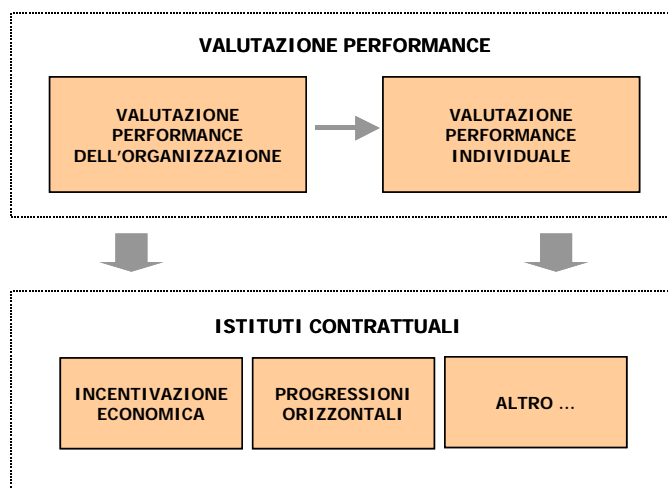 VALUTAZIONE PERFORMANCE
VALUTAZIONE
PERFORMANCE
DELL'ORGANIZZAZIONE
VALUTAZIONE
PERFORMANCE
INDIVIDUALE
ISTITUTI CONTRATTUALI
INCENTIVAZIONE
ECONOMICA
PROGRESSIONI
ORIZZONTALI
ALTRO …